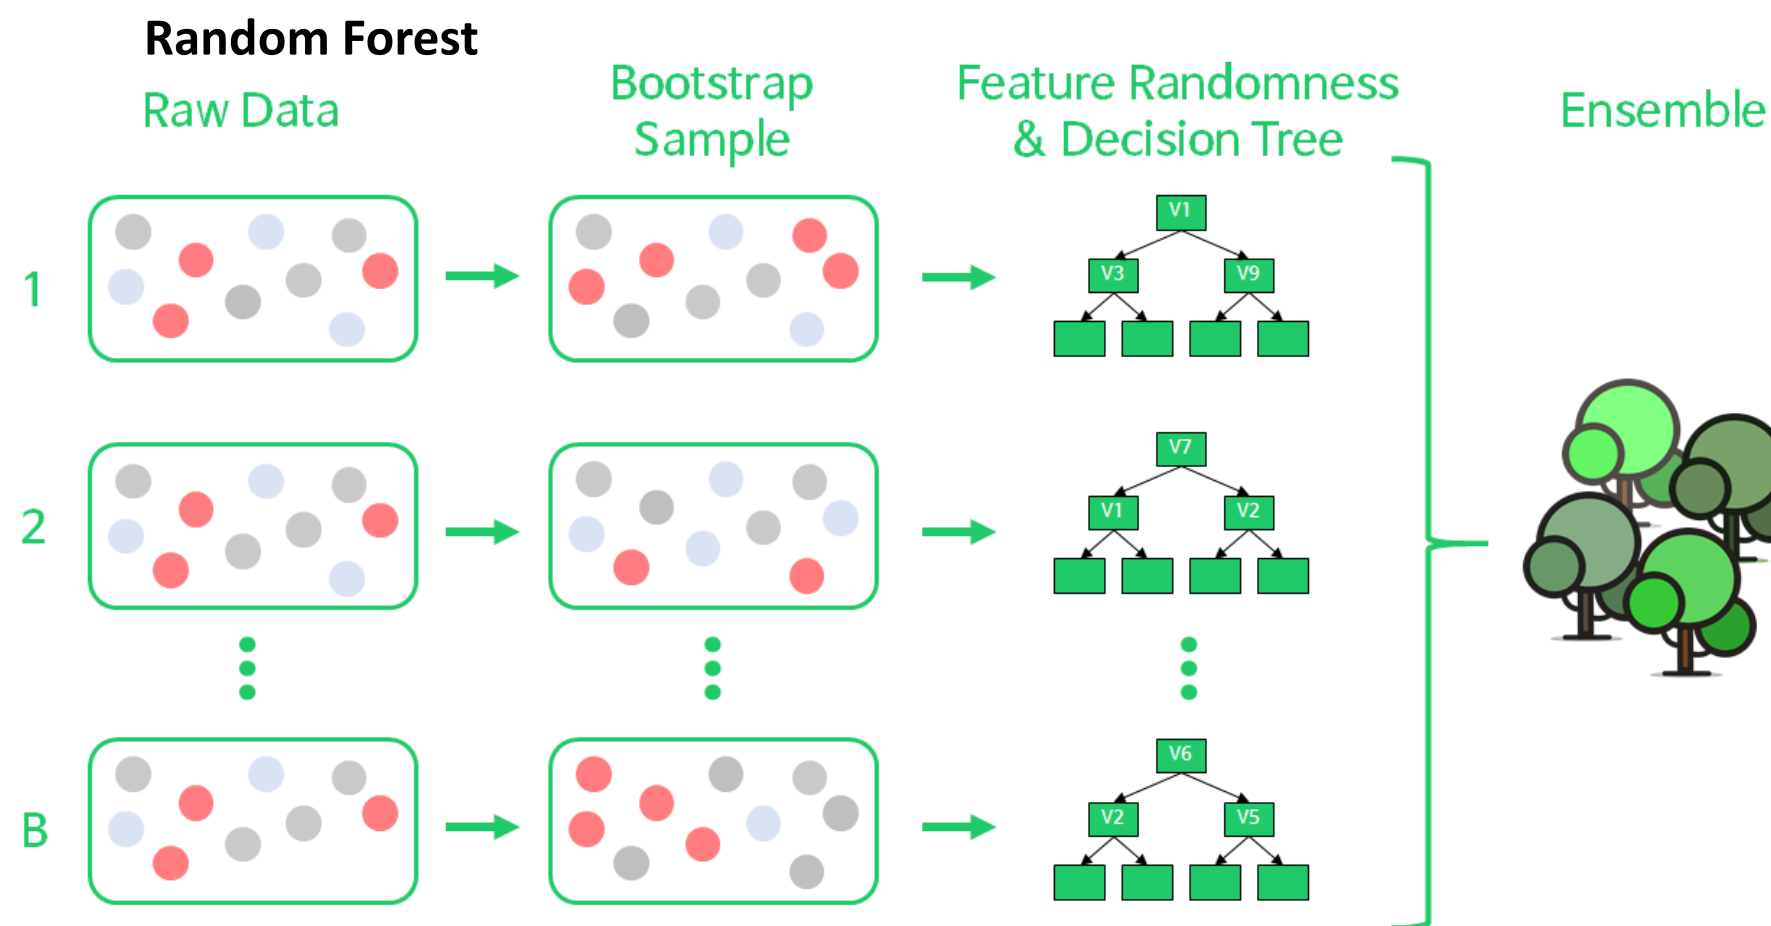 Random Forest
Raw Data
Bootstrap
Sample
Feature Randomness
& Decision Tree
Ensemble
1
V1
V3 V9
2
V7
V1 V2
B
V6
V2 V5